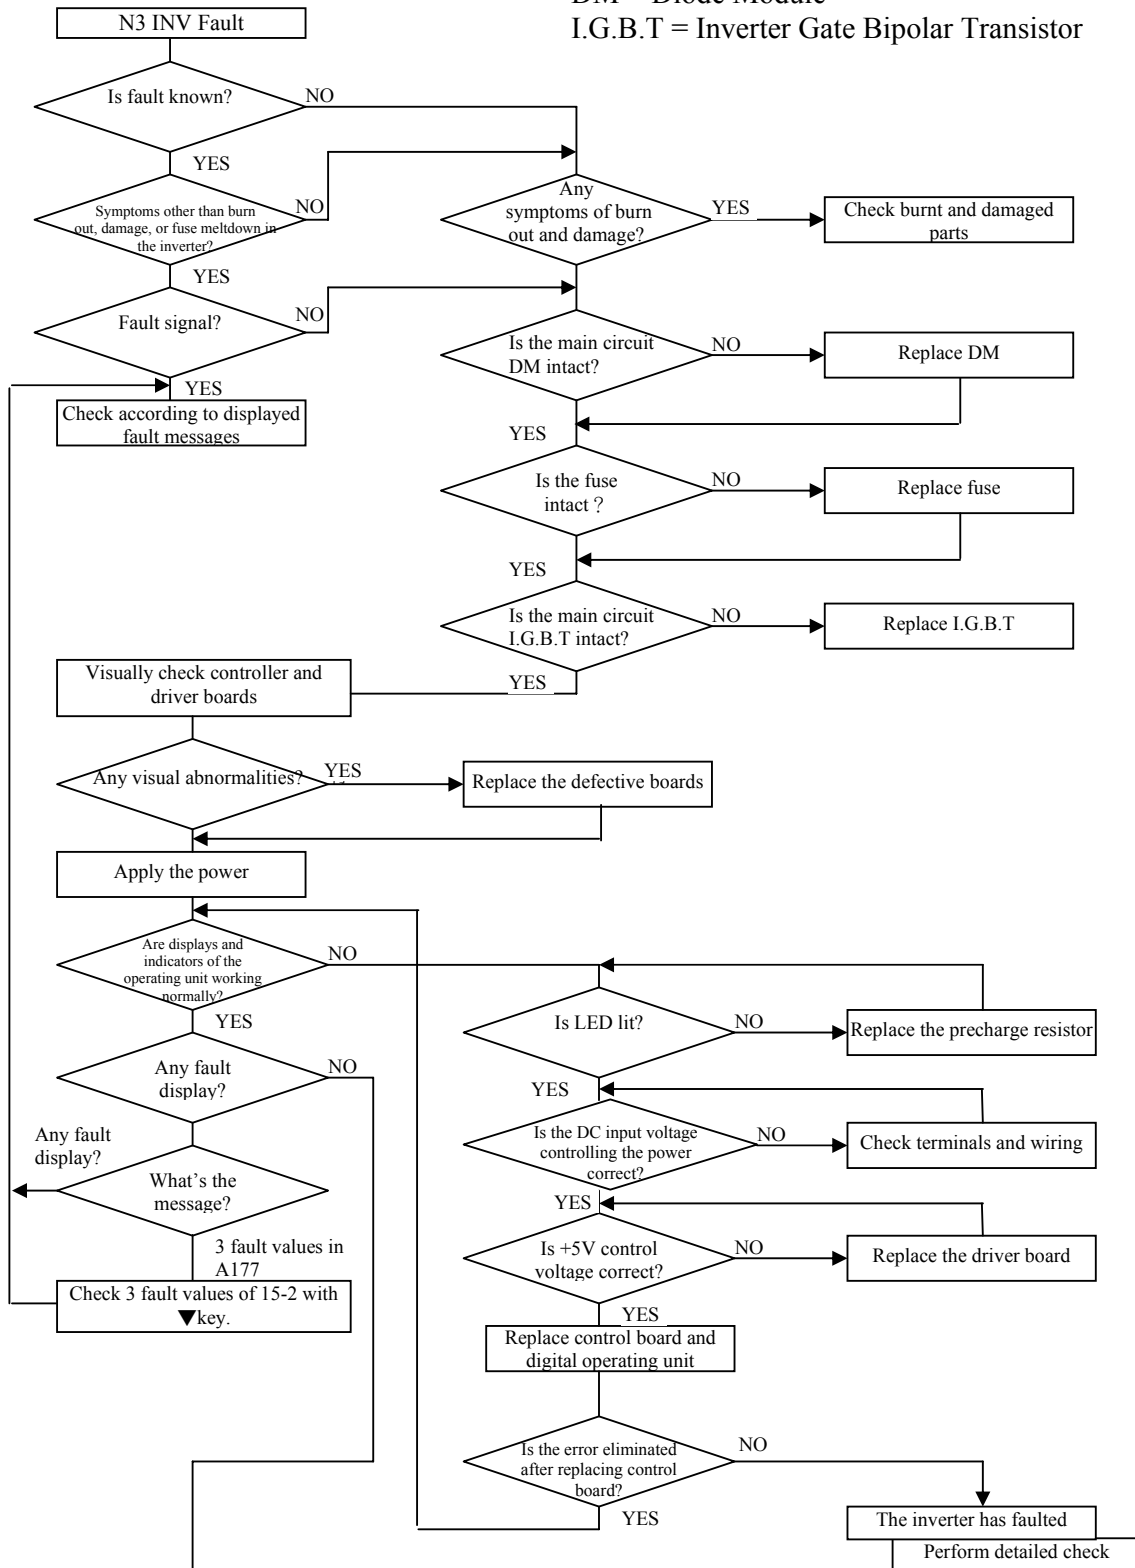 DM = Diode Module
I.G.B.T = Inverter Gate Bipolar Transistor
N3 INV Fault
Is fault known?
NO
YES
Symptoms other than burn
out, damage, or fuse meltdown in
the inverter?
NO
YES
Fault signal?
NO
YES
Check according to displayed
fault messages
Any
symptoms of burn
out and damage?
YES
Check burnt and damaged
parts
Is the main circuit
DM intact?
NO
Replace DM
YES
Is the fuse
intact ?
NO
Replace fuse
YES
Is the main circuit
I.G.B.T intact?
NO
Replace I.G.B.T
YES
Visually check controller and
driver boards
Any visual abnormalities?
YES
Replace the defective boards
Apply the power
Are displays and
indicators of the
operating unit working
normally?
NO
YES
Any fault
display?
NO
Any fault
display?
What's the
message?
3 fault values in
A177
Check 3 fault values of 15-2 with
▼key.
Is LED lit?
NO
Replace the precharge resistor
YES
Is the DC input voltage
controlling the power
correct?
NO
Check terminals and wiring
YES
Is +5V control
voltage correct?
NO
Replace the driver board
YES
Replace control board and
digital operating unit
Is the error eliminated
after replacing control
board?
NO
YES
The inverter has faulted
Perform detailed check